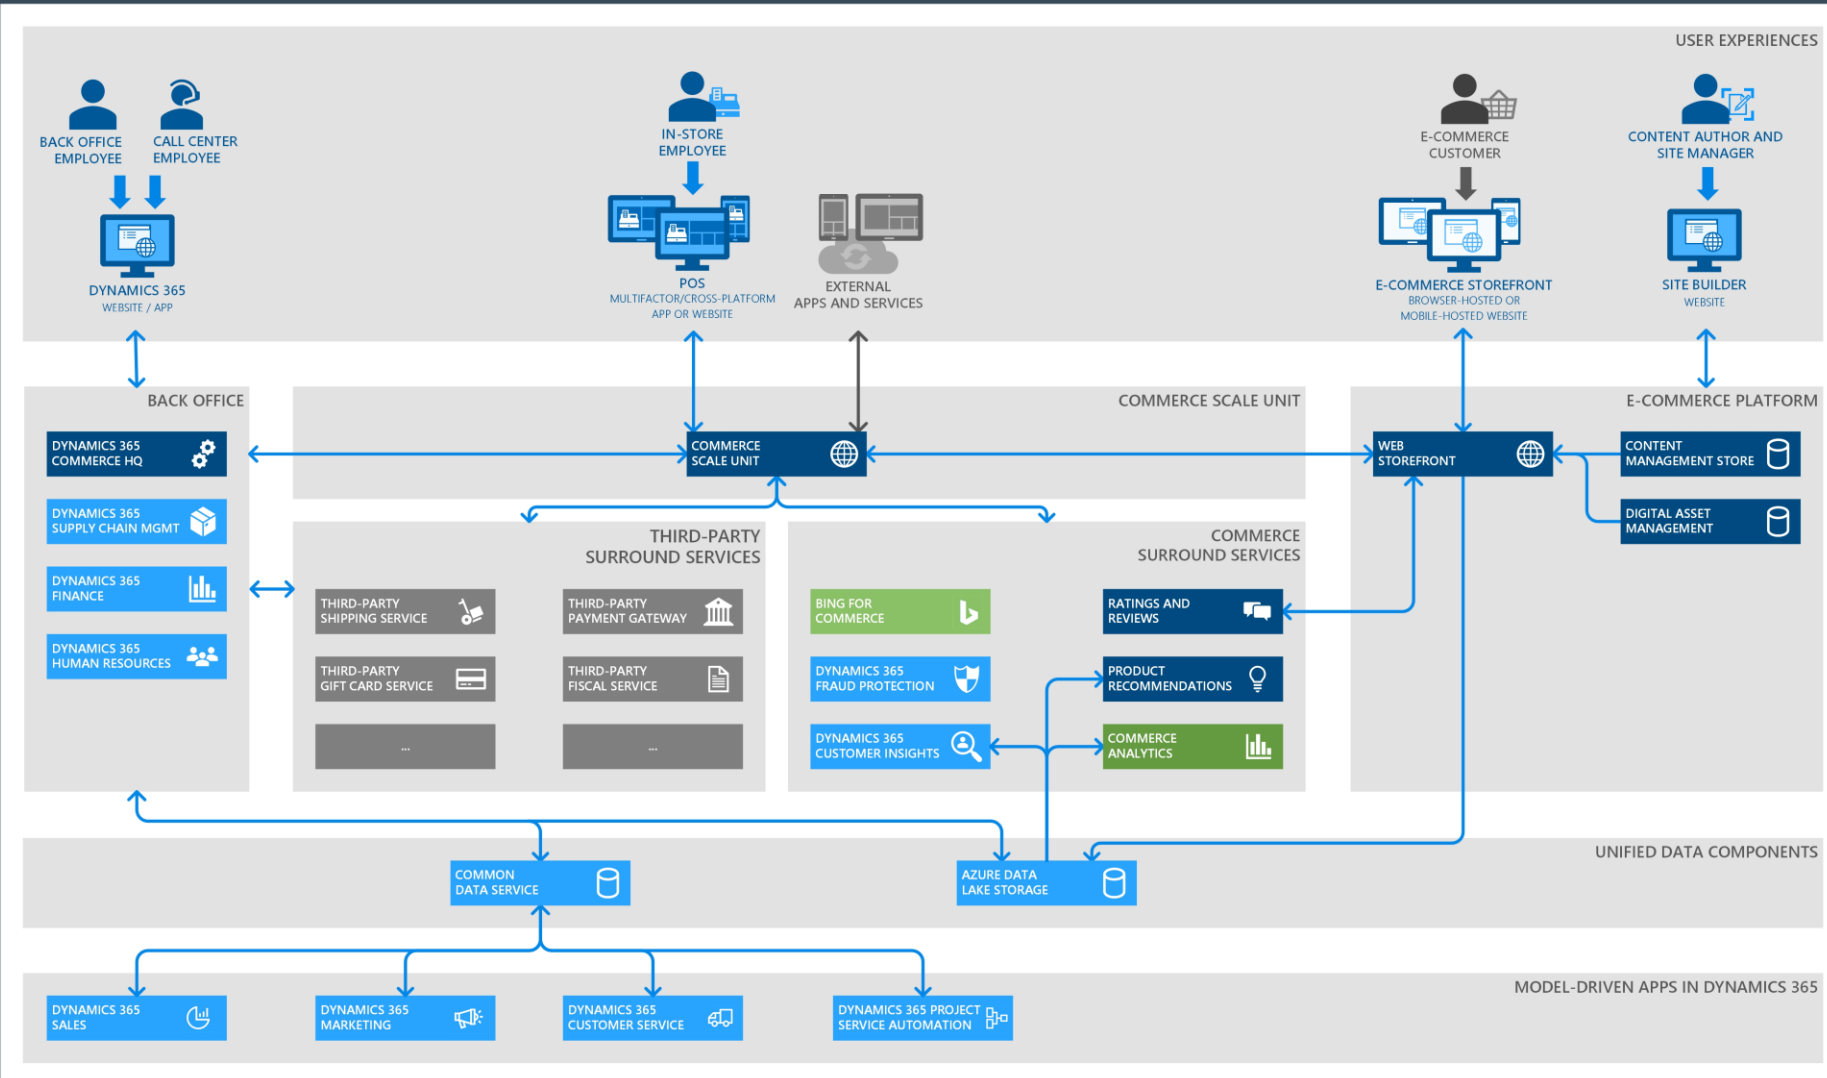 USER EXPERIENCES
BACK OFFICE
EMPLOYEE
CALL CENTER
EMPLOYEE
IN-STORE
EMPLOYEE
E-COMMERCE
CUSTOMER
CONTENT AUTHOR AND
SITE MANAGER
DYNAMICS 365
WEBSITE / APP
POS
MULTIFACTOR/CROSS-PLATFORM
APP OR WEBSITE
EXTERNAL
APPS AND SERVICES
E-COMMERCE STOREFRONT
BROWSER-HOSTED OR
MOBILE-HOSTED WEBSITE
SITE BUILDER
WEBSITE
BACK OFFICE
DYNAMICS 365
COMMERCE HQ
DYNAMICS 365
SUPPLY CHAIN MGMT
DYNAMICS 365
FINANCE
DYNAMICS 365
HUMAN RESOURCES
COMMERCE SCALE UNIT
COMMERCE
SCALE UNIT
E-COMMERCE PLATFORM
WEB
STOREFRONT
CONTENT
MANAGEMENT STORE
DIGITAL ASSET
MANAGEMENT
THIRD-PARTY
SURROUND SERVICES
THIRD-PARTY
SHIPPING SERVICE
THIRD-PARTY
PAYMENT GATEWAY
THIRD-PARTY
GIFT CARD SERVICE
THIRD-PARTY
FISCAL SERVICE
...
...
COMMERCE
SURROUND SERVICES
BING FOR
COMMERCE
RATINGS AND
REVIEWS
DYNAMICS 365
FRAUD PROTECTION
PRODUCT
RECOMMENDATIONS
DYNAMICS 365
CUSTOMER INSIGHTS
COMMERCE
ANALYTICS
UNIFIED DATA COMPONENTS
COMMON
DATA SERVICE
AZURE DATA
LAKE STORAGE
MODEL-DRIVEN APPS IN DYNAMICS 365
DYNAMICS 365
SALES
DYNAMICS 365
MARKETING
DYNAMICS 365
CUSTOMER SERVICE
DYNAMICS 365 PROJECT
SERVICE AUTOMATION